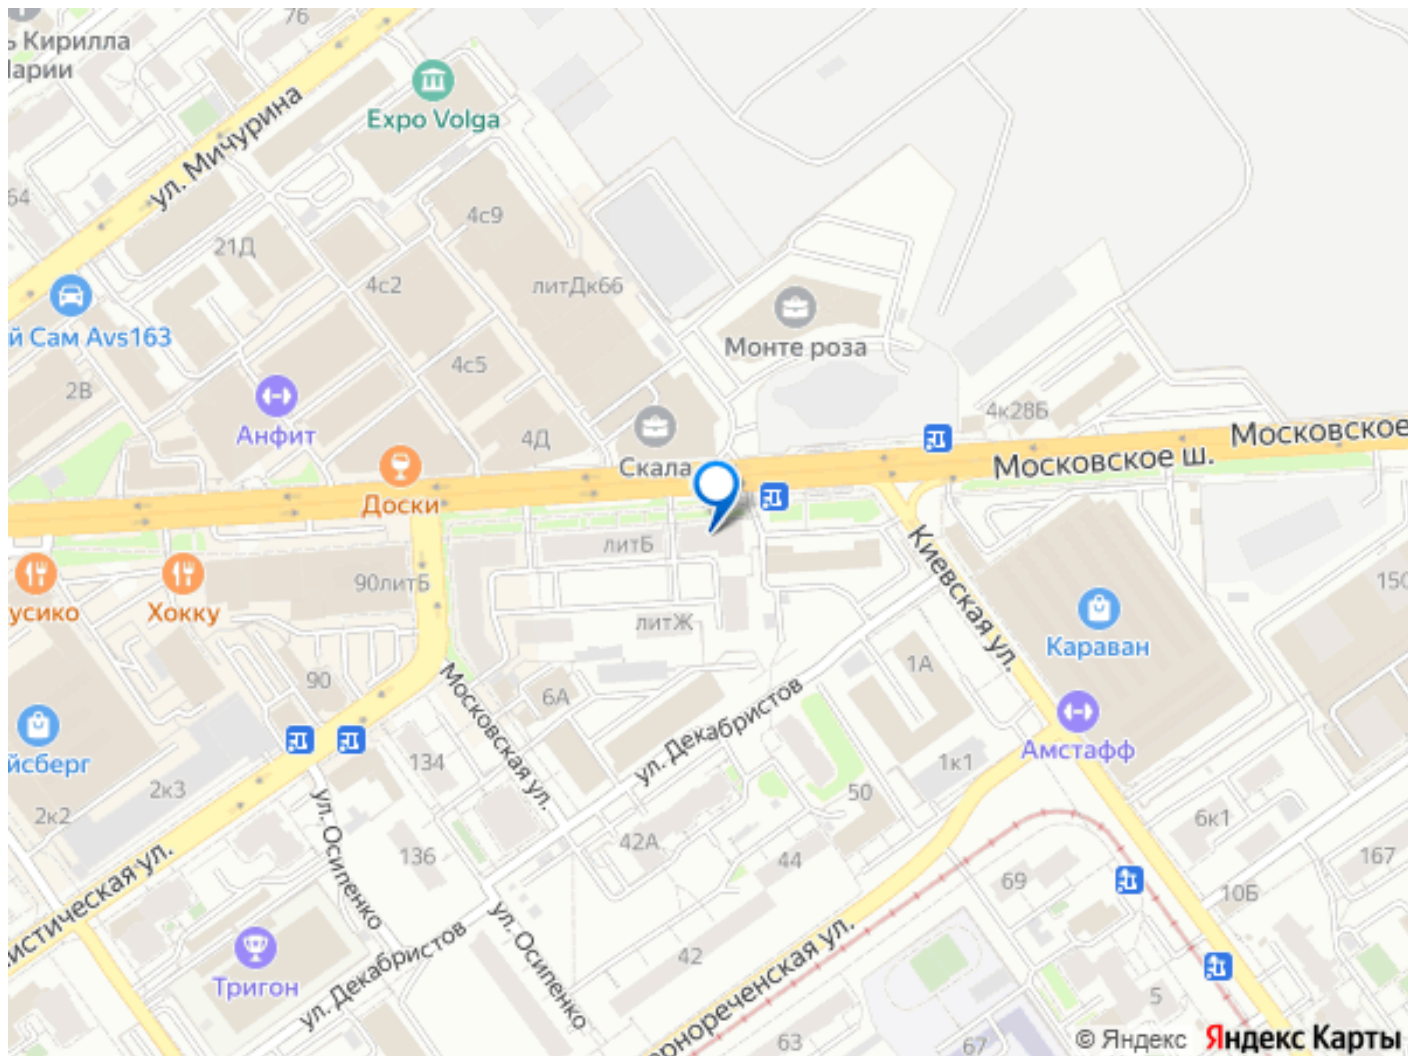 76
ь Кирилла
Марии
Expo Volga
ул. Мичурина
64
4с9
21Д
4с2
литДк66
й Сам Avs163
Монте роза
4с5
2В
Анфит
4Д
4к28Б
Скала
Московское
Московское ш.
Доски
литБ
90литБ
Киевская ул.
150
усико
Хокку
литЖ
Караван
1А
90
6А
Московская ул.
ул. Декабристов
Амстафф
йсберг
134
1к1
2к3
50
2к2
6к1
ул. Осипенко
42А
136
44
167
69
10Б
истическая ул.
ул. Осипенко
ул. Декабристов
42
рнореченская ул.
Тригон
5
63
67
© Яндекс Яндекс Карты